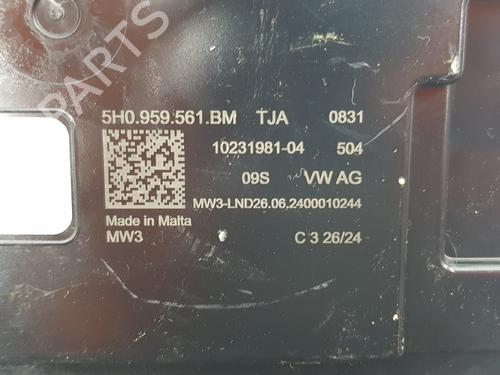 PARTS
5H0.959.561.BM TJA 0831
10231981-04 504
09S VW AG
MW3-LND26.06.2400010244
Made in Malta
MW3 C 3 26/24